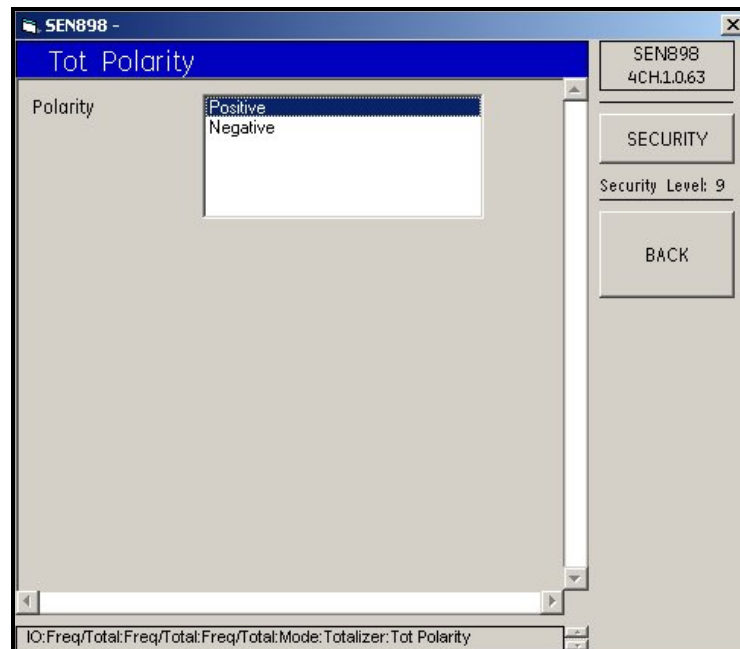 SEN898 -
Tot Polarity
SEN898
4CH.1.0.63
Polarity
Positive
Negative
SECURITY
Security Level: 9
BACK
IO:Freq/Total:Freq/Total:Freq/Total:Mode:Totalizer:Tot Polarity